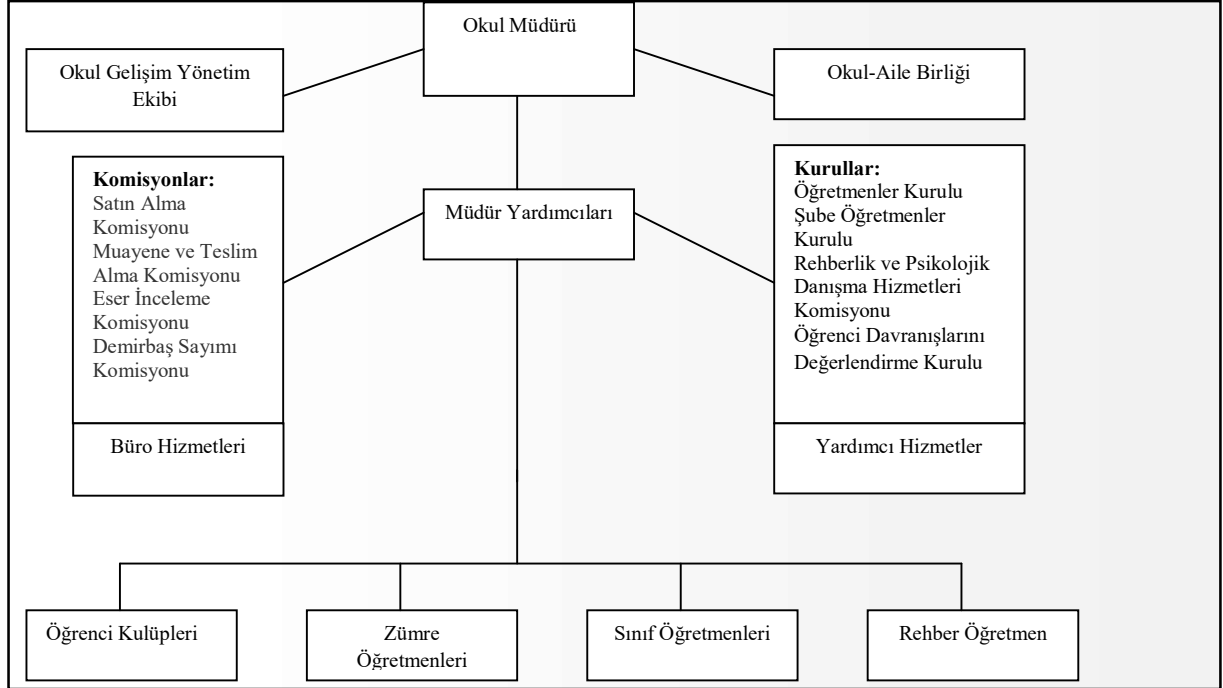 Okul Müdürü
Okul Gelişim Yönetim
Ekibi
Okul-Aile Birliği
Komisyonlar:
Satın Alma
Komisyonu
Muayene ve Teslim
Alma Komisyonu
Eser İnceleme
Komisyonu
Demirbaş Sayımı
Komisyonu
Müdür Yardımcıları
Kurullar:
Öğretmenler Kurulu
Şube Öğretmenler
Kurulu
Rehberlik ve Psikolojik
Danışma Hizmetleri
Komisyonu
Öğrenci Davranışlarını
Değerlendirme Kurulu
Büro Hizmetleri
Yardımcı Hizmetler
Öğrenci Kulüpleri
Zümre
Öğretmenleri
Sınıf Öğretmenleri
Rehber Öğretmen